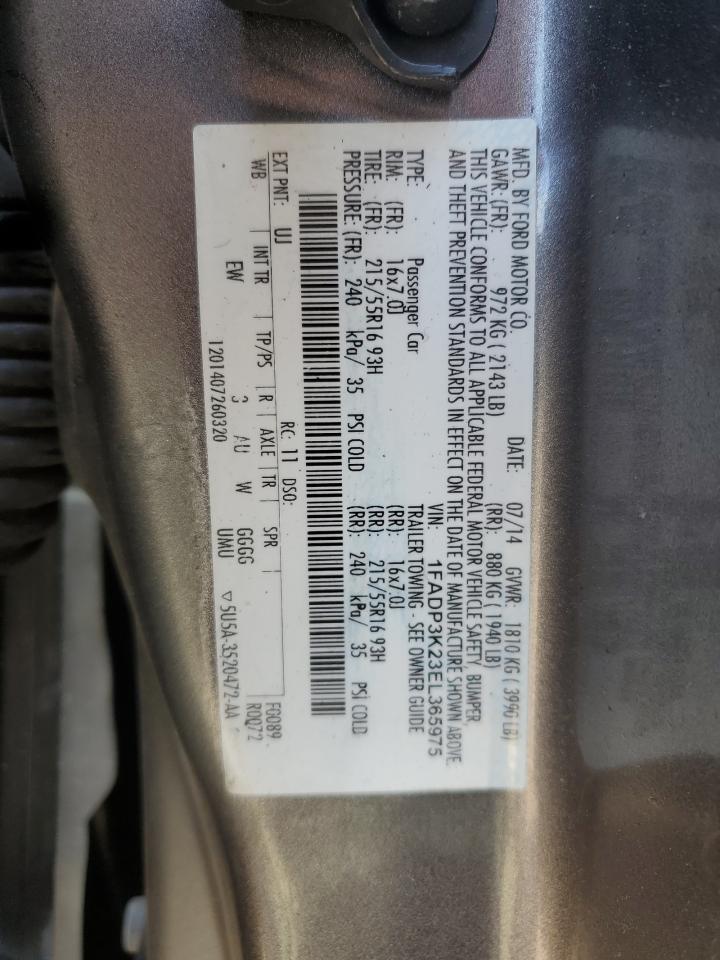 MFD. BY FORD MOTOR CO.
DATE: 07/14 GVWR: 1810 KG ( 3990 LB)
GAWR: (FR): 972 KG ( 2143 LB) (RR): 880 KG ( 1940 LB)
THIS VEHICLE CONFORMS TO ALL APPLICABLE FEDERAL MOTOR VEHICLE SAFETY, BUMPER,
AND THEFT PREVENTION STANDARDS IN EFFECT ON THE DATE OF MANUFACTURE SHOWN ABOVE.
VIN: 1FADP3K23EL365975
TYPE: Passenger Car TRAILER TOWING - SEE OWNER GUIDE
RIM: (FR): 16x7.0J (RR): 16x7.0J
TIRE: (FR): 215/55R16 93H (RR): 215/55R16 93H
PRESSURE: (FR): 240 kPa/ 35 PSI COLD (RR): 240 kPa/ 35 PSI COLD
EXT PNT: UJ RC: 11 DSO: F0089
WB INT TR TP/PS R AXLE TR SPR R0072
EW 3 AU W GGGG
1201407260320 UMU ▽ 5U5A-3520472-AA